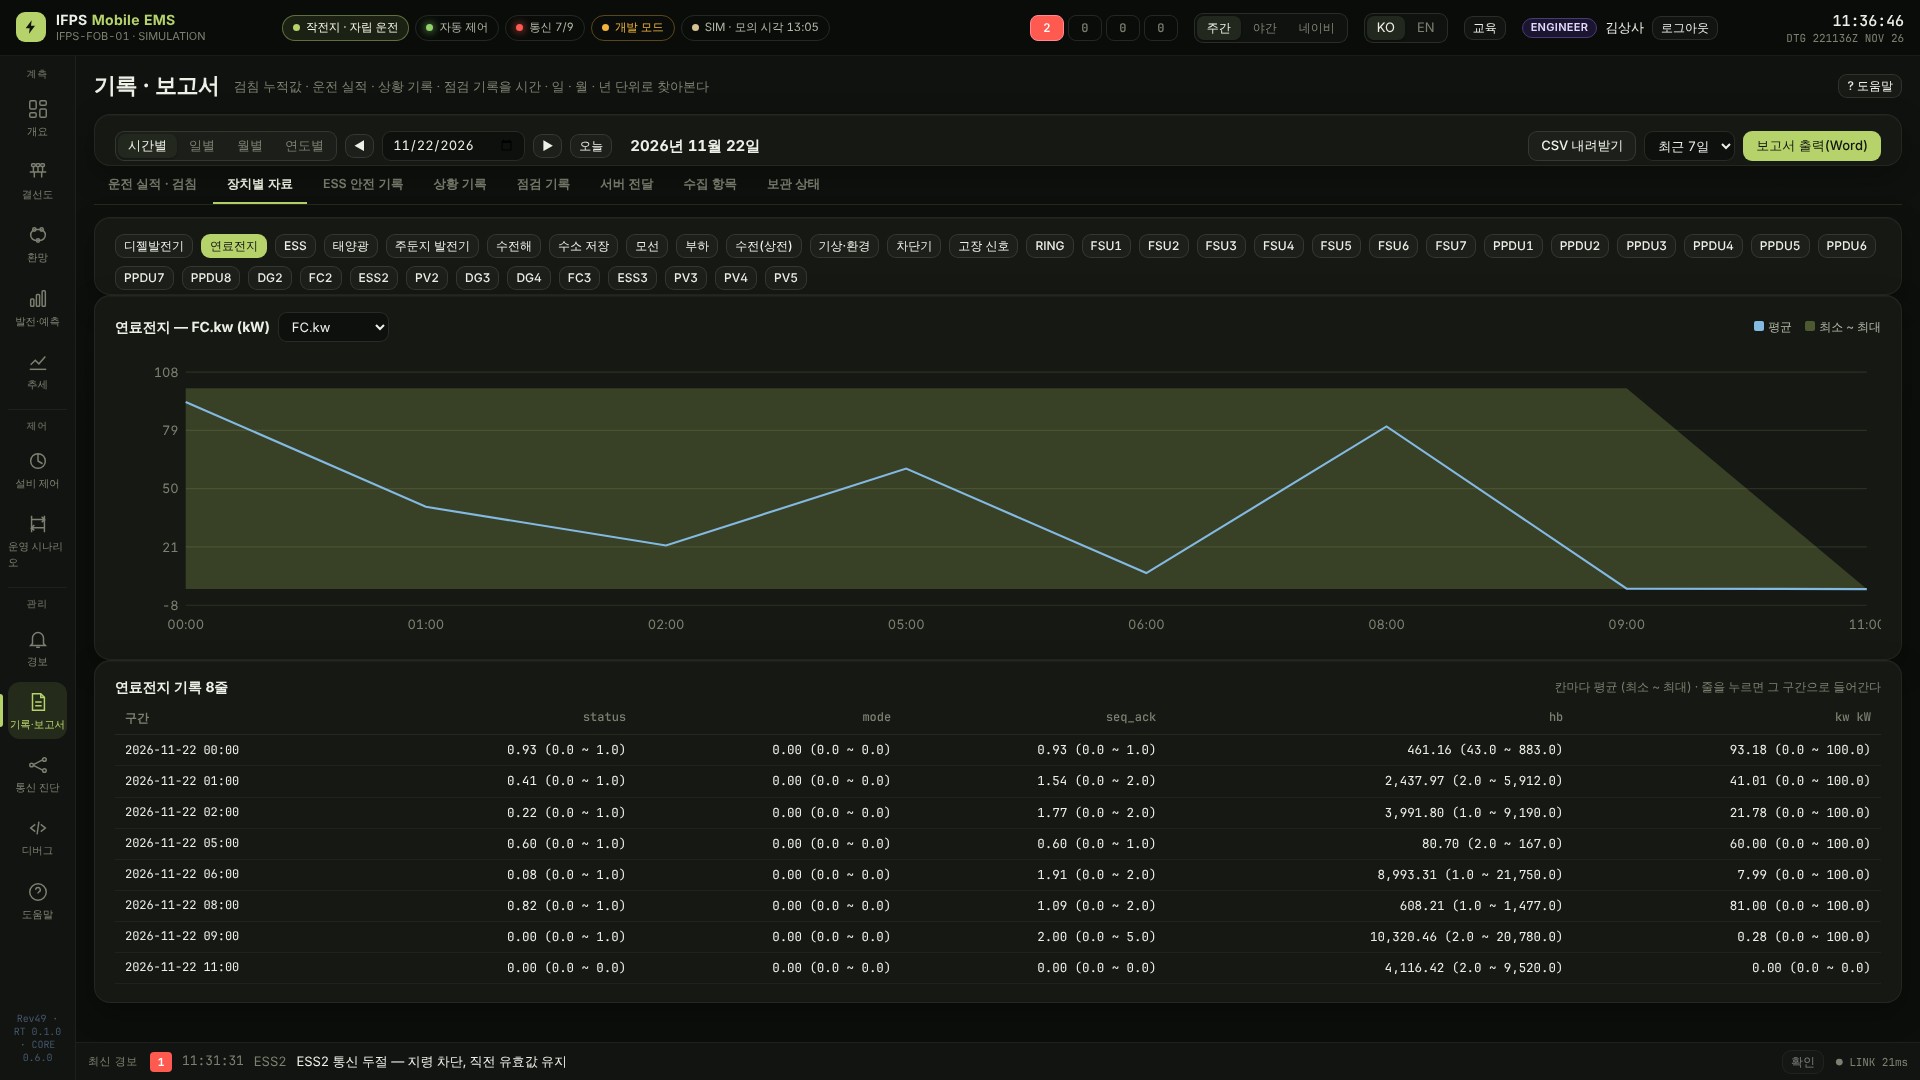 IFPS Mobile EMS
IFPS-FOB-01 · SIMULATION
작전지 · 자립 운전
자동 제어
통신 7/9
개발 모드
SIM · 모의 시각 13:05
2 0 0 0
주간 야간 네이비
KO EN
교육
ENGINEER 김상사 로그아웃
11:36:46
DTG 221136Z NOV 26
계측
개요
결선도
환망
발전·예측
추세
제어
설비 제어
운영 시나리
오
관리
경보
기록·보고서
통신 진단
디버그
도움말
Rev49 ·
RT 0.1.0
· CORE
0.6.0
기록 · 보고서 검침 누적값 · 운전 실적 · 상황 기록 · 점검 기록을 시간 · 일 · 월 · 년 단위로 찾아본다
? 도움말
시간별 일별 월별 연도별 ◀ 11/22/2026 ▶ 오늘 2026년 11월 22일
CSV 내려받기 최근 7일 보고서 출력(Word)
운전 실적 · 검침 장치별 자료 ESS 안전 기록 상황 기록 점검 기록 서버 전달 수집 항목 보관 상태
디젤발전기 연료전지 ESS 태양광 주둔지 발전기 수전해 수소 저장 모선 부하 수전(상전) 기상·환경 차단기 고장 신호 RING FSU1 FSU2 FSU3 FSU4 FSU5 FSU6 FSU7 PPDU1 PPDU2 PPDU3 PPDU4 PPDU5 PPDU6
PPDU7 PPDU8 DG2 FC2 ESS2 PV2 DG3 DG4 FC3 ESS3 PV3 PV4 PV5
연료전지 — FC.kw (kW) FC.kw
평균 최소 ~ 최대
108
79
50
21
-8
00:00 01:00 02:00 05:00 06:00 08:00 09:00 11:00
연료전지 기록 8줄
칸마다 평균 (최소 ~ 최대) · 줄을 누르면 그 구간으로 들어간다
구간 status mode seq_ack hb kw kW
2026-11-22 00:00 0.93 (0.0 ~ 1.0) 0.00 (0.0 ~ 0.0) 0.93 (0.0 ~ 1.0) 461.16 (43.0 ~ 883.0) 93.18 (0.0 ~ 100.0)
2026-11-22 01:00 0.41 (0.0 ~ 1.0) 0.00 (0.0 ~ 0.0) 1.54 (0.0 ~ 2.0) 2,437.97 (2.0 ~ 5,912.0) 41.01 (0.0 ~ 100.0)
2026-11-22 02:00 0.22 (0.0 ~ 1.0) 0.00 (0.0 ~ 0.0) 1.77 (0.0 ~ 2.0) 3,991.80 (1.0 ~ 9,190.0) 21.78 (0.0 ~ 100.0)
2026-11-22 05:00 0.60 (0.0 ~ 1.0) 0.00 (0.0 ~ 0.0) 0.60 (0.0 ~ 1.0) 80.70 (2.0 ~ 167.0) 60.00 (0.0 ~ 100.0)
2026-11-22 06:00 0.08 (0.0 ~ 1.0) 0.00 (0.0 ~ 0.0) 1.91 (0.0 ~ 2.0) 8,993.31 (1.0 ~ 21,750.0) 7.99 (0.0 ~ 100.0)
2026-11-22 08:00 0.82 (0.0 ~ 1.0) 0.00 (0.0 ~ 0.0) 1.09 (0.0 ~ 2.0) 608.21 (1.0 ~ 1,477.0) 81.00 (0.0 ~ 100.0)
2026-11-22 09:00 0.00 (0.0 ~ 1.0) 0.00 (0.0 ~ 0.0) 2.00 (0.0 ~ 5.0) 10,320.46 (2.0 ~ 20,780.0) 0.28 (0.0 ~ 100.0)
2026-11-22 11:00 0.00 (0.0 ~ 0.0) 0.00 (0.0 ~ 0.0) 0.00 (0.0 ~ 0.0) 4,116.42 (2.0 ~ 9,520.0) 0.00 (0.0 ~ 0.0)
최신 경보 1 11:31:31 ESS2 ESS2 통신 두절 — 지령 차단, 직전 유효값 유지
확인 LINK 21ms